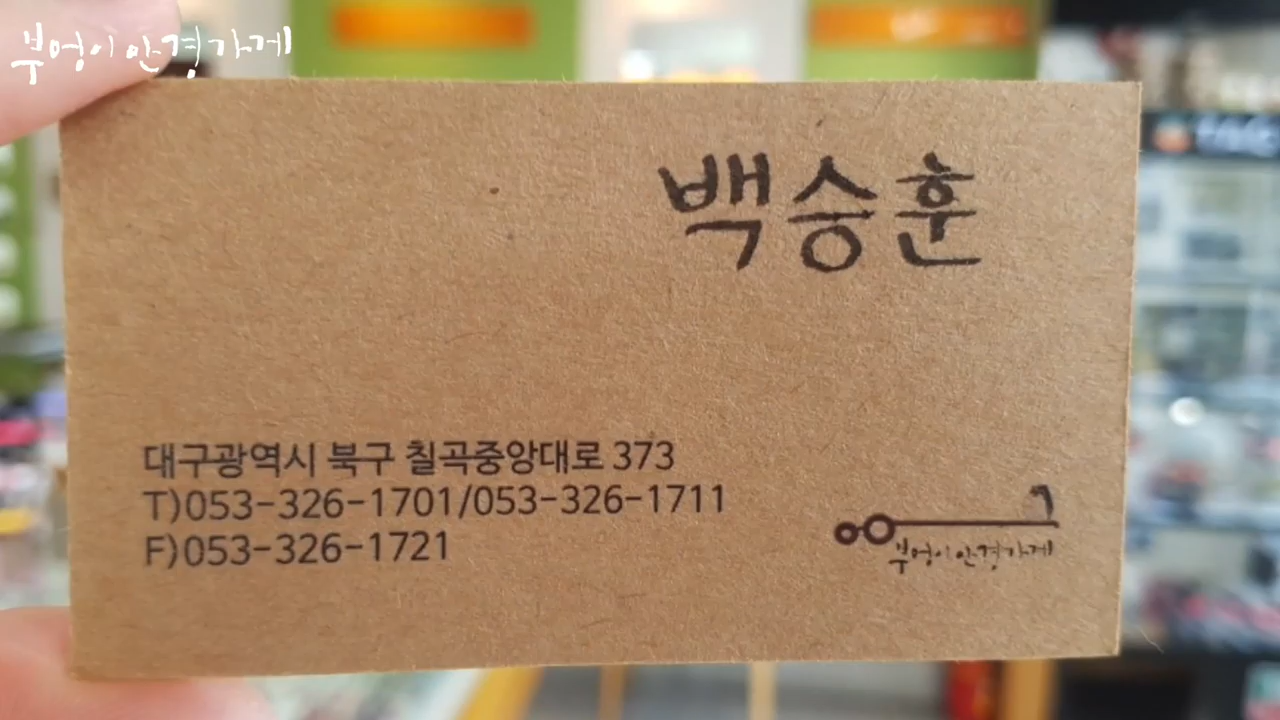 부엉이안경가게
백승훈
대구광역시 북구 칠곡중앙대로 373
T)053-326-1701/053-326-1711
F)053-326-1721
부엉이안경가게